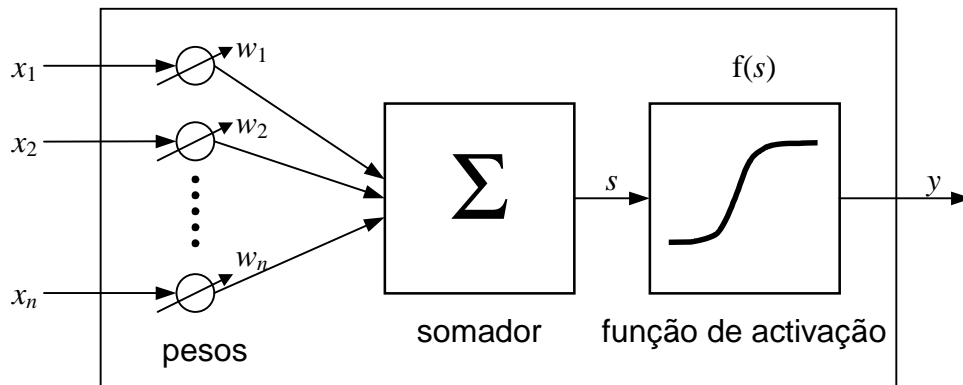 x1
w1
f(s)
x2
w2
Σ
s
y
xn
wn
pesos
somador
função de activação